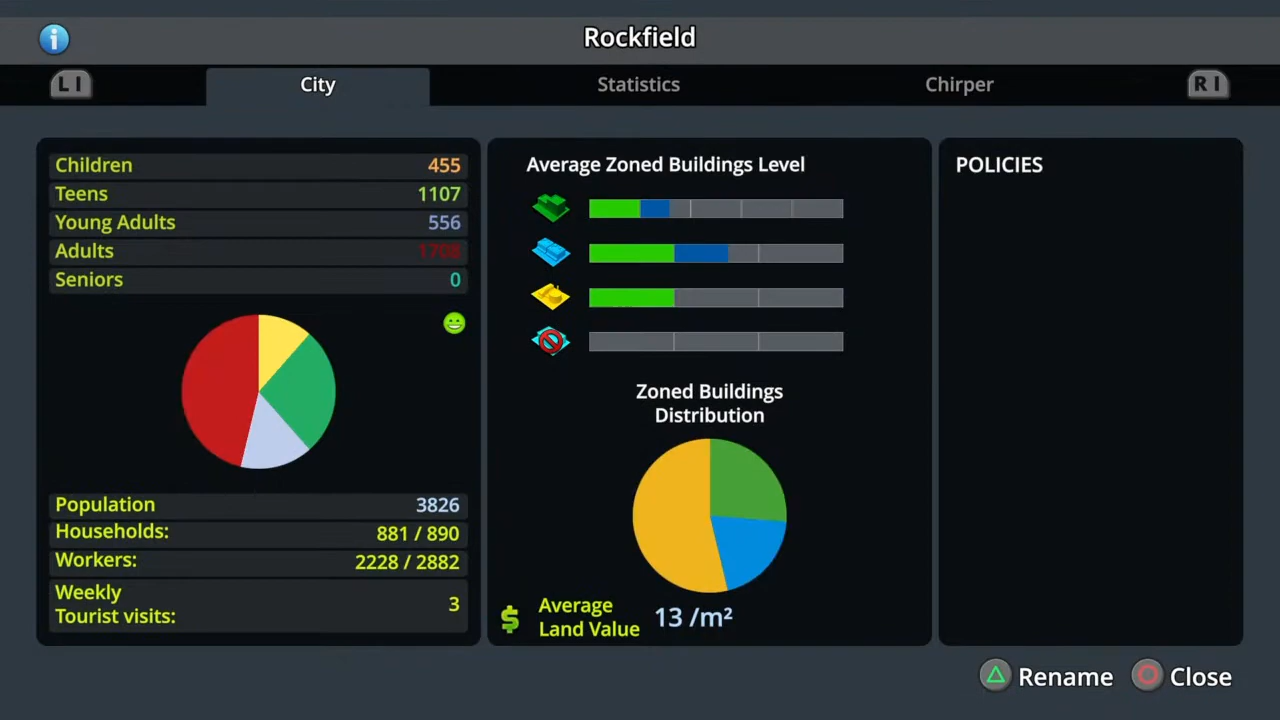 Rockfield
L1
City
Statistics
Chirper
R1
Children 455
Teens 1107
Young Adults 556
Adults 1708
Seniors 0
Population 3826
Households: 881 / 890
Workers: 2228 / 2882
Weekly
Tourist visits: 3
Average Zoned Buildings Level
Zoned Buildings
Distribution
$ Average
Land Value 13 /m²
POLICIES
Rename
Close